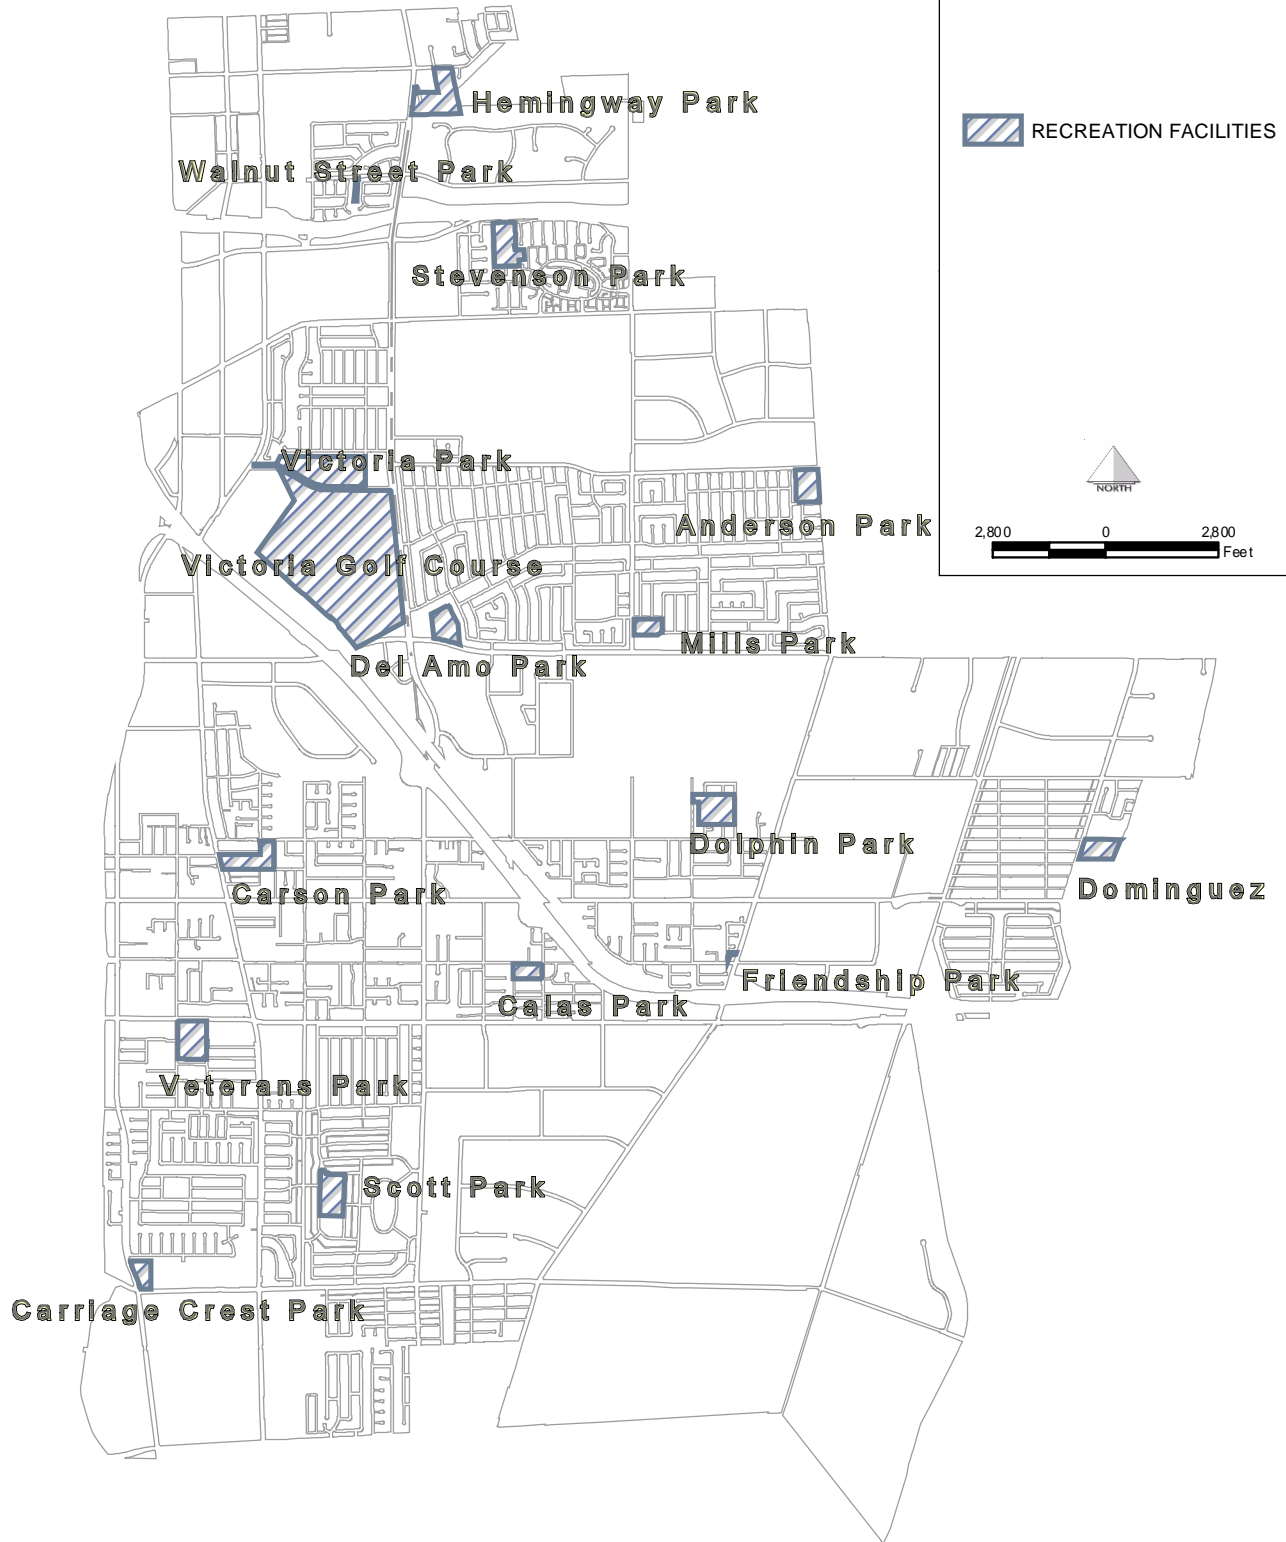 Hemingway Park
RECREATION FACILITIES
Walnut Street Park
Stevenson Park
Victoria Park
NORTH
Anderson Park
2,800 0 2,800
Feet
Victoria Golf Course
Mills Park
Del Amo Park
Dolphin Park
Carson Park
Dominguez
Friendship Park
Calas Park
Veterans Park
Scott Park
Carriage Crest Park